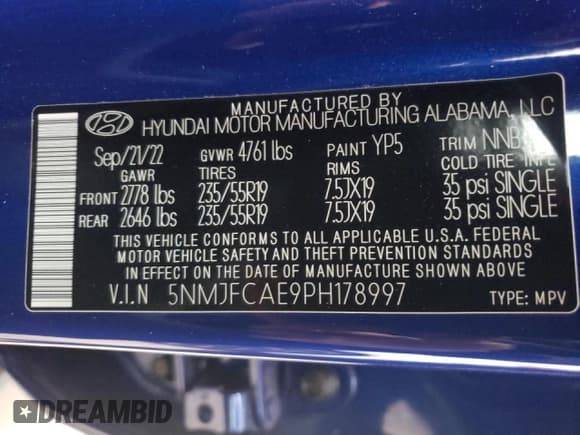 MANUFACTURED BY
HYUNDAI MOTOR MANUFACTURING ALABAMA, LLC
Sep/21/22 GVWR 4761 lbs PAINT YP5 TRIM
GAWR TIRES RIMS COLD TIRE
FRONT 2778 lbs 235/55R19 7.5JX19 35 psi SINGLE
REAR 2646 lbs 235/55R19 7.5JX19 35 psi SINGLE
THIS VEHICLE CONFORMS TO ALL APPLICABLE U.S.A. FEDERAL
MOTOR VEHICLE SAFETY AND THEFT PREVENTION STANDARDS
IN EFFECT ON THE DATE OF MANUFACTURE SHOWN ABOVE
V.I.N 5NMJFCAE9PH178997 TYPE: MPV
DREAMBID